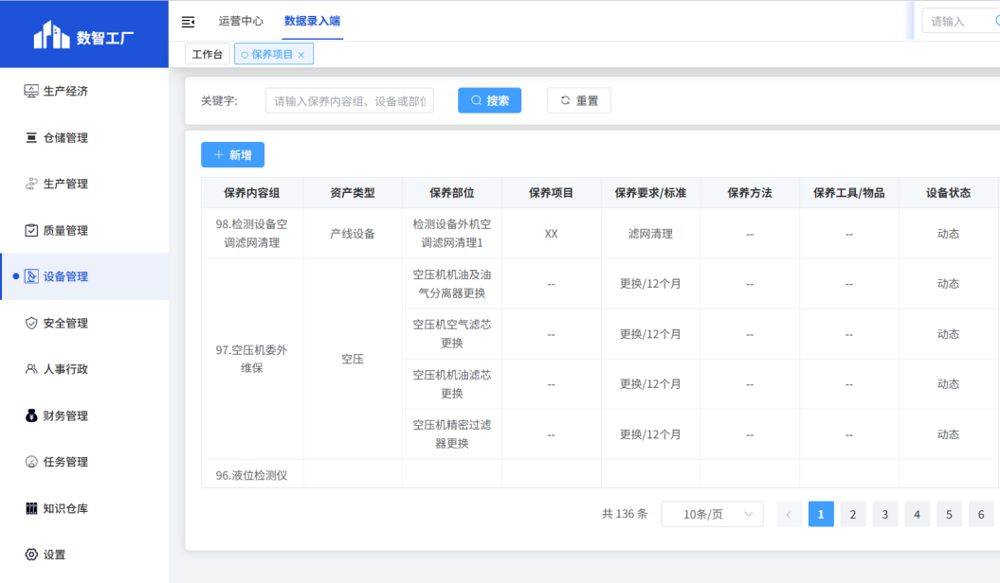 数智工厂
运营中心 数据录入端
请输入
工作台 保养项目 ×
生产经济
仓储管理
生产管理
质量管理
设备管理
安全管理
人事行政
财务管理
任务管理
知识仓库
设置
关键字: 请输入保养内容组、设备或部位 搜索 重置
+ 新增
保养内容组 资产类型 保养部位 保养项目 保养要求/标准 保养方法 保养工具/物品 设备状态
98.检测设备空
调滤网清理
产线设备
检测设备外机空
调滤网清理1
XX 滤网清理 -- -- 动态
97.空压机委外
维保
空压
空压机机油及油
气分离器更换
-- 更换/12个月 -- -- 动态
空压机空气滤芯
更换
-- 更换/12个月 -- -- 动态
空压机机油滤芯
更换
-- 更换/12个月 -- -- 动态
空压机精密过滤
器更换
-- 更换/12个月 -- -- 动态
96.液位检测仪
共 136 条 10条/页 < 1 2 3 4 5 6